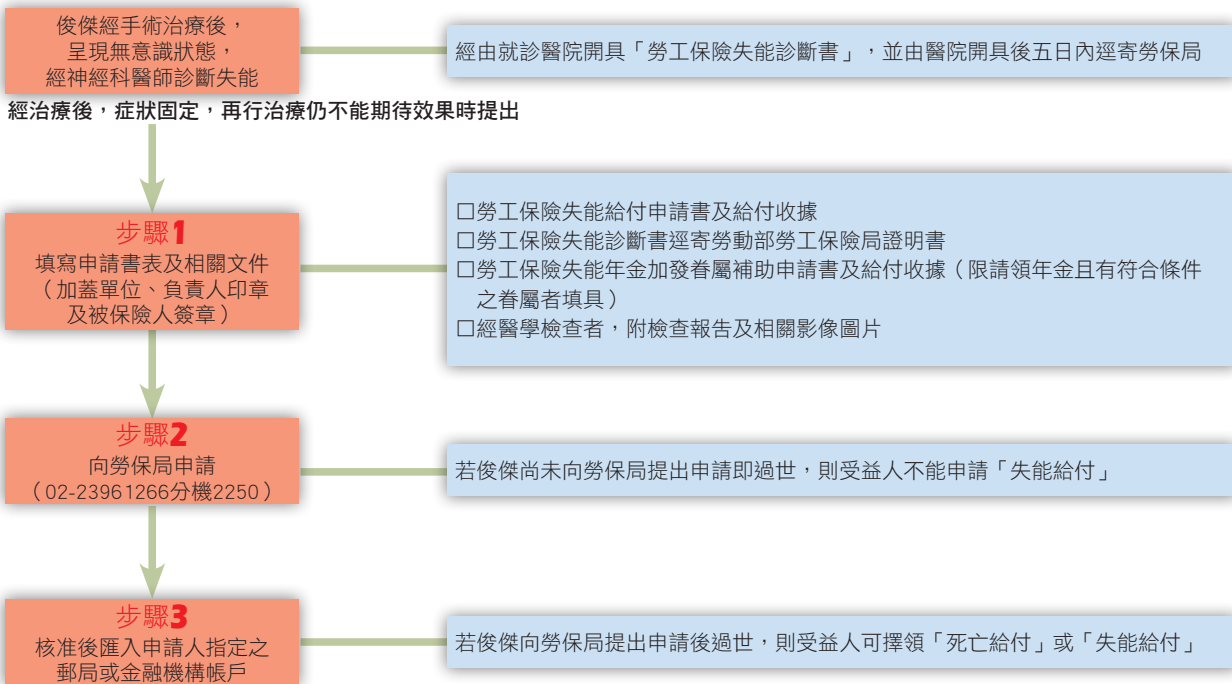 俊傑經手術治療後，
呈現無意識狀態，
經神經科醫師診斷失能
經由就診醫院開具「勞工保險失能診斷書」，並由醫院開具後五日內逕寄勞保局
經治療後，症狀固定，再行治療仍不能期待效果時提出
步驟1
填寫申請書表及相關文件
（加蓋單位、負責人印章
及被保險人簽章）
□勞工保險失能給付申請書及給付收據
□勞工保險失能診斷書逕寄勞動部勞工保險局證明書
□勞工保險失能年金加發眷屬補助申請書及給付收據（限請領年金且有符合條件
之眷屬者填具）
□經醫學檢查者，附檢查報告及相關影像圖片
步驟2
向勞保局申請
（02-23961266分機2250）
若俊傑尚未向勞保局提出申請即過世，則受益人不能申請「失能給付」
步驟3
核准後匯入申請人指定之
郵局或金融機構帳戶
若俊傑向勞保局提出申請後過世，則受益人可擇領「死亡給付」或「失能給付」